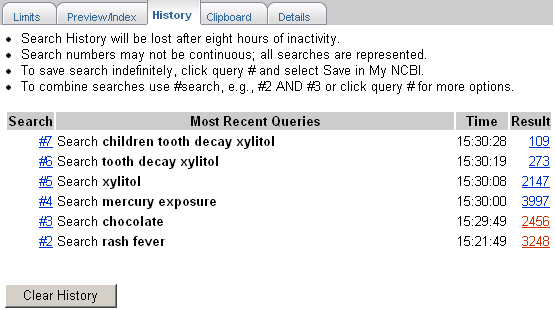 Limits Preview/Index History Clipboard Details
Search History will be lost after eight hours of inactivity.
Search numbers may not be continuous; all searches are represented.
To save search indefinitely, click query # and select Save in My NCBI.
To combine searches use #search, e.g., #2 AND #3 or click query # for more options.
Search Most Recent Queries Time Result
#7 Search children tooth decay xylitol 15:30:28 109
#6 Search tooth decay xylitol 15:30:19 273
#5 Search xylitol 15:30:08 2147
#4 Search mercury exposure 15:30:00 3997
#3 Search chocolate 15:29:49 2456
#2 Search rash fever 15:21:49 3248
Clear History